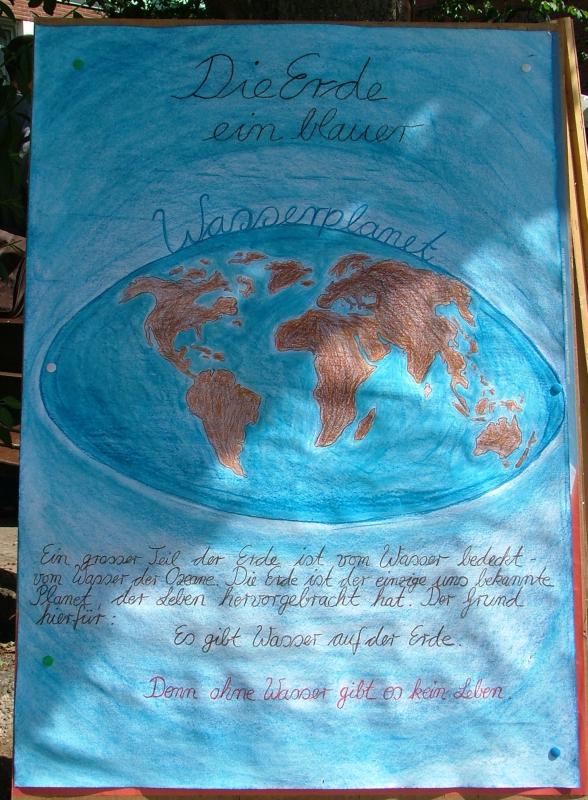 Die Erde
ein blauer
Wasserplanet
Ein grosser Teil der Erde ist vom Wasser bedeckt -
vom Wasser der Ozeane. Die Erde ist der einzige uns bekannte
Planet, der Leben hervorgebracht hat. Der Grund
hierfür:
Es gibt Wasser auf der Erde.
Denn ohne Wasser gibt es kein Leben.